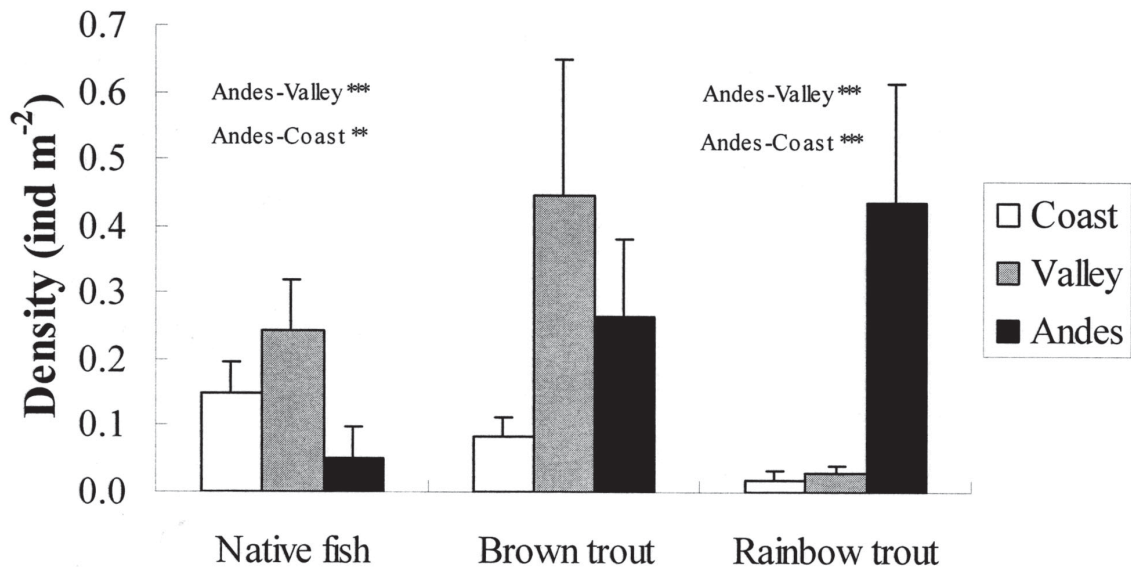 Density (ind m⁻²)
0.7
0.6
0.5
0.4
0.3
0.2
0.1
0.0
Andes-Valley ***
Andes-Coast **
Andes-Valley ***
Andes-Coast ***
Coast
Valley
Andes
Native fish
Brown trout
Rainbow trout